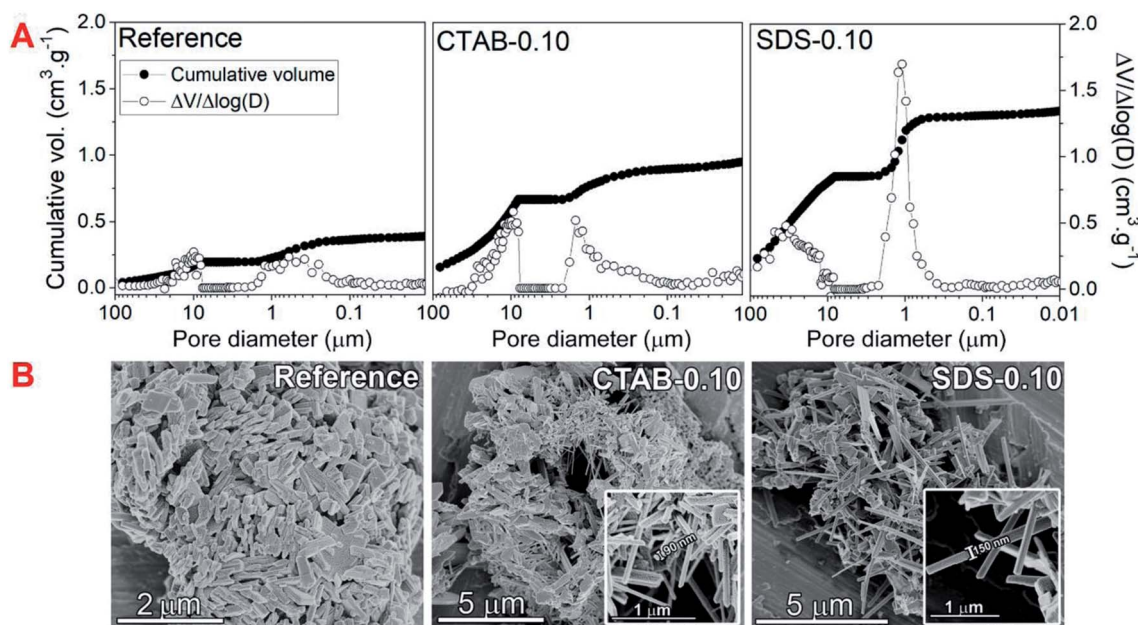 A
Reference
CTAB-0.10
SDS-0.10
Cumulative volume
ΔV/Δlog(D)
Cumulative vol. (cm³.g⁻¹)
2.0
1.5
1.0
0.5
0.0
ΔV/Δlog(D)) (cm³.g⁻¹)
2.0
1.5
1.0
0.5
0.0
100 10 1 0.1 100 10 1 0.1 100 10 1 0.1 0.01
Pore diameter (μm)
Pore diameter (μm)
Pore diameter (μm)
B
Reference
CTAB-0.10
SDS-0.10
90 nm
150 nm
2 μm
5 μm
1 μm
5 μm
1 μm